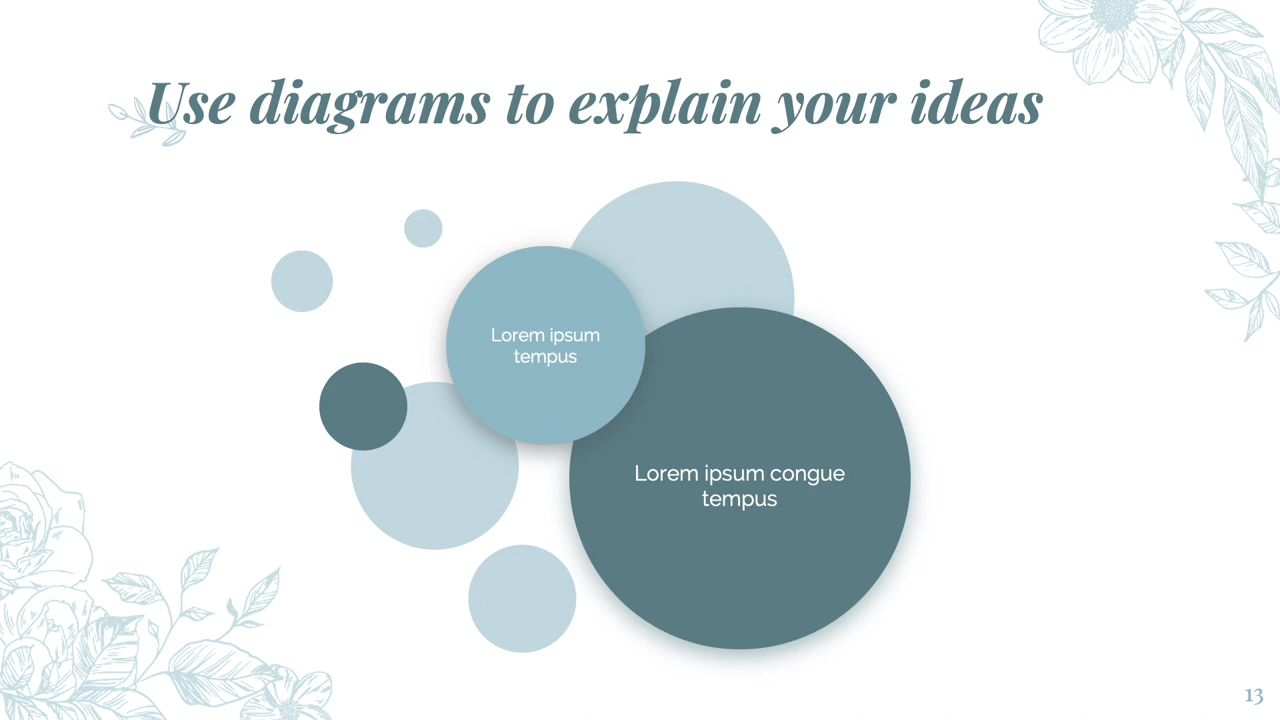 Use diagrams to explain your ideas
Lorem ipsum
tempus
Lorem ipsum congue
tempus
13